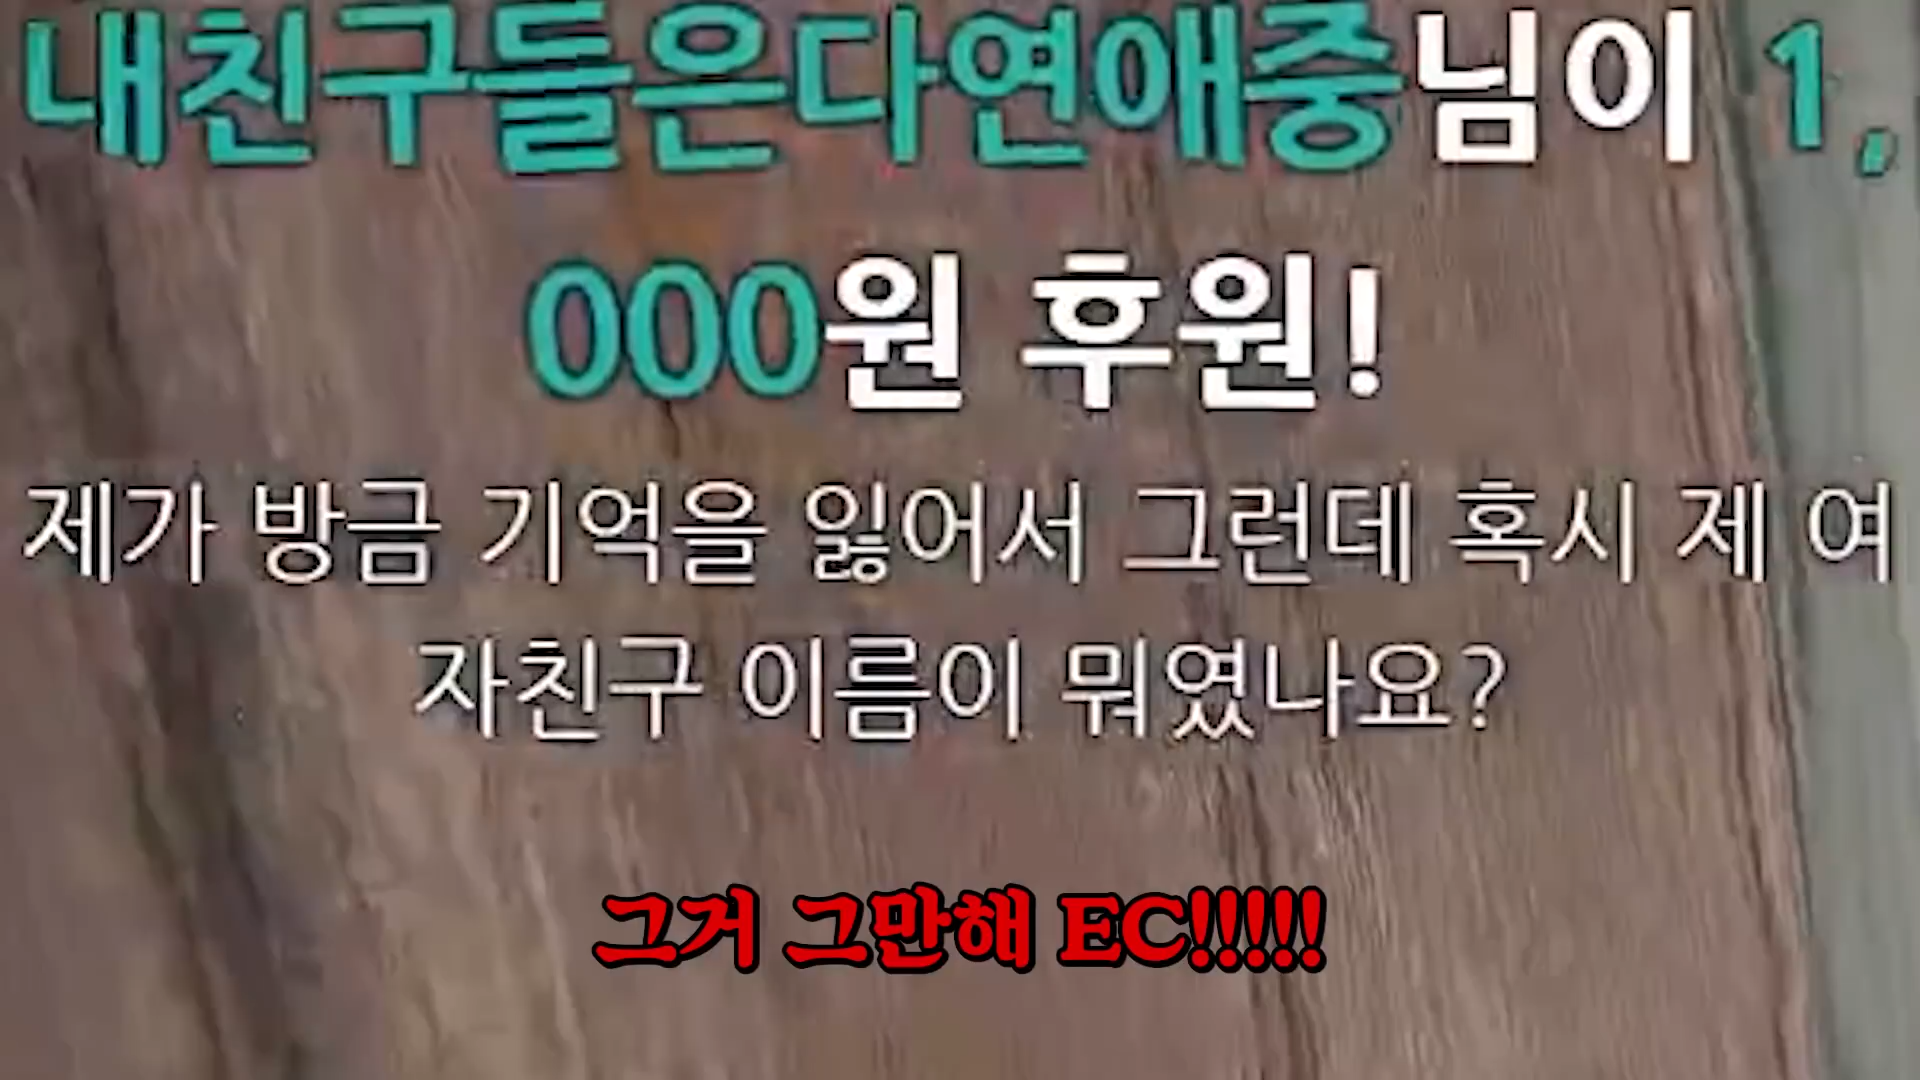 내친구들은다연애중님이 1,
000원 후원!
제가 방금 기억을 잃어서 그런데 혹시 제 여
자친구 이름이 뭐였나요?
그거 그만해 EC!!!!!